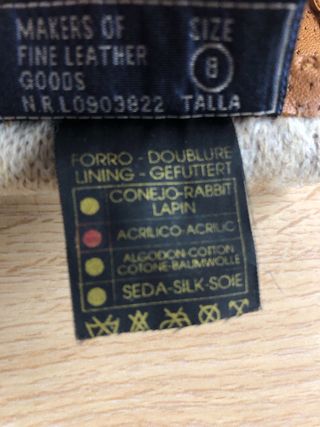 MAKERS OF
FINE LEATHER
GOODS
N.R.L0903822
SIZE
8
TALLA
FORRO - DOUBLURE
LINING - GEFUTTERT
CONEJO-RABBIT
LAPIN
ACRILICO-ACRILIC
ALGODON-COTTON
COTONE-BAUMWOLLE
SEDA-SILK-SOIE